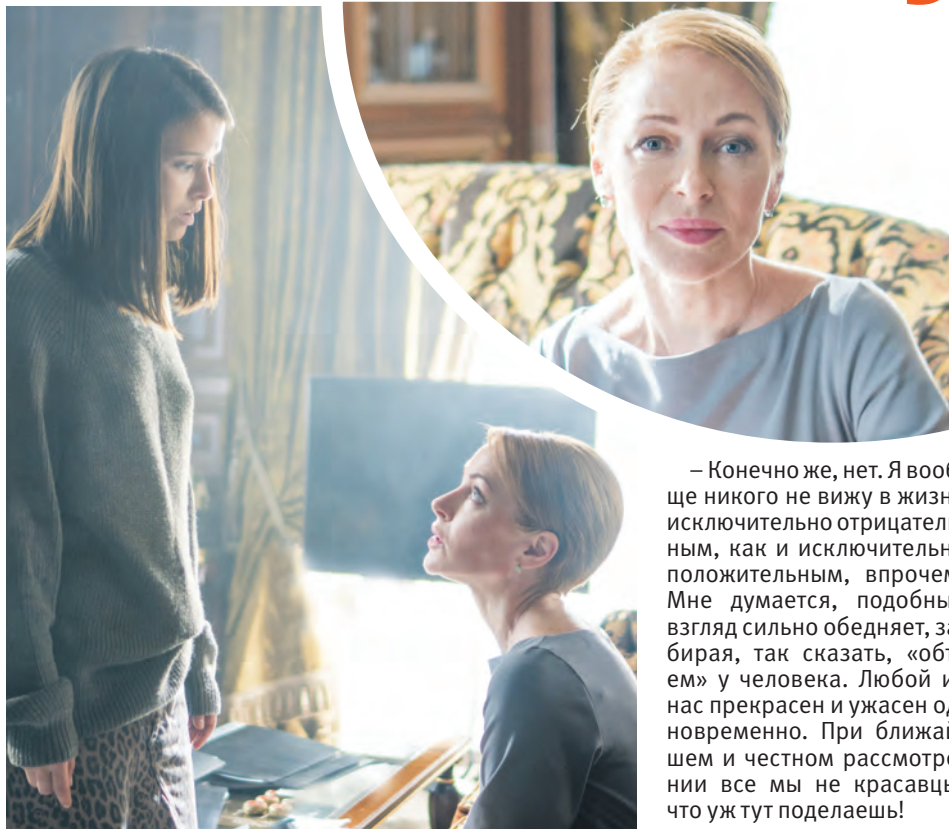 – Конечно же, нет. Я вооб
ще никого не вижу в жизн
исключительно отрицатель
ным, как и исключительн
положительным, впрочем
Мне думается, подобны
взгляд сильно обедняет, за
бирая, так сказать, «объ
ем» у человека. Любой и
нас прекрасен и ужасен од
новременно. При ближай
шем и честном рассмотре
нии все мы не красавцы
что уж тут поделаешь!